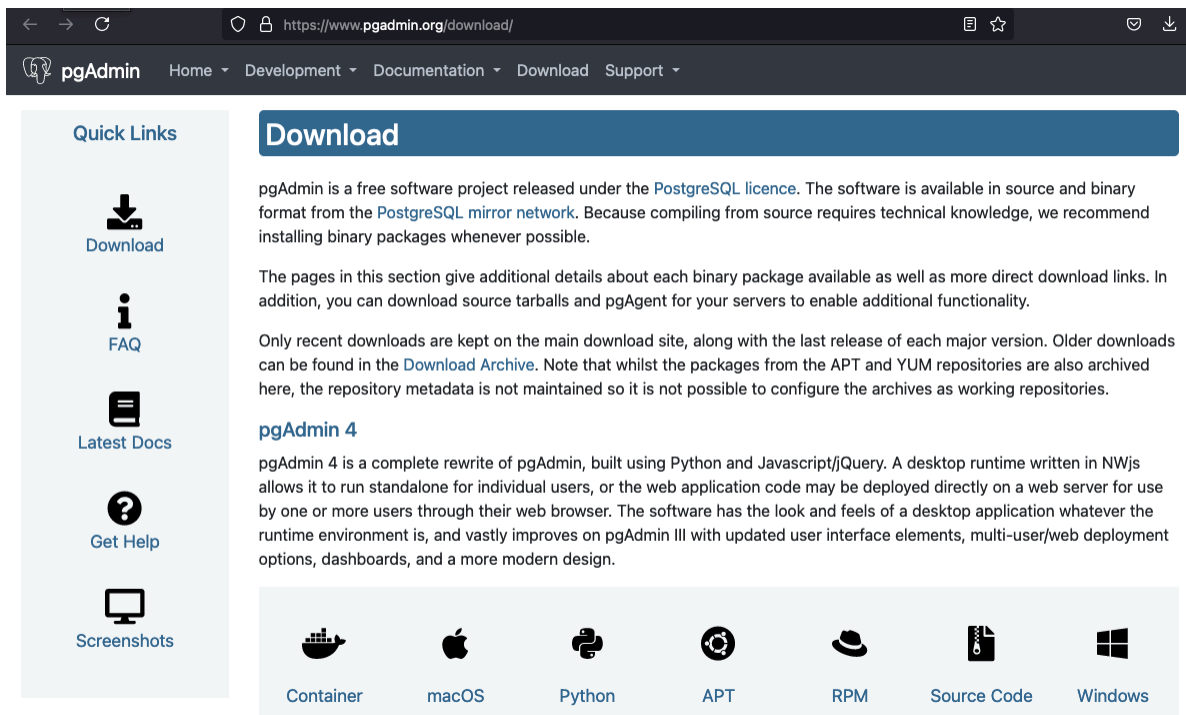 https://www.pgadmin.org/download/
pgAdmin Home Development Documentation Download Support
Quick Links
Download
FAQ
Latest Docs
Get Help
Screenshots
Download
pgAdmin is a free software project released under the PostgreSQL licence. The software is available in source and binary
format from the PostgreSQL mirror network. Because compiling from source requires technical knowledge, we recommend
installing binary packages whenever possible.
The pages in this section give additional details about each binary package available as well as more direct download links. In
addition, you can download source tarballs and pgAgent for your servers to enable additional functionality.
Only recent downloads are kept on the main download site, along with the last release of each major version. Older downloads
can be found in the Download Archive. Note that whilst the packages from the APT and YUM repositories are also archived
here, the repository metadata is not maintained so it is not possible to configure the archives as working repositories.
pgAdmin 4
pgAdmin 4 is a complete rewrite of pgAdmin, built using Python and Javascript/jQuery. A desktop runtime written in NWjs
allows it to run standalone for individual users, or the web application code may be deployed directly on a web server for use
by one or more users through their web browser. The software has the look and feels of a desktop application whatever the
runtime environment is, and vastly improves on pgAdmin III with updated user interface elements, multi-user/web deployment
options, dashboards, and a more modern design.
Container macOS Python APT RPM Source Code Windows